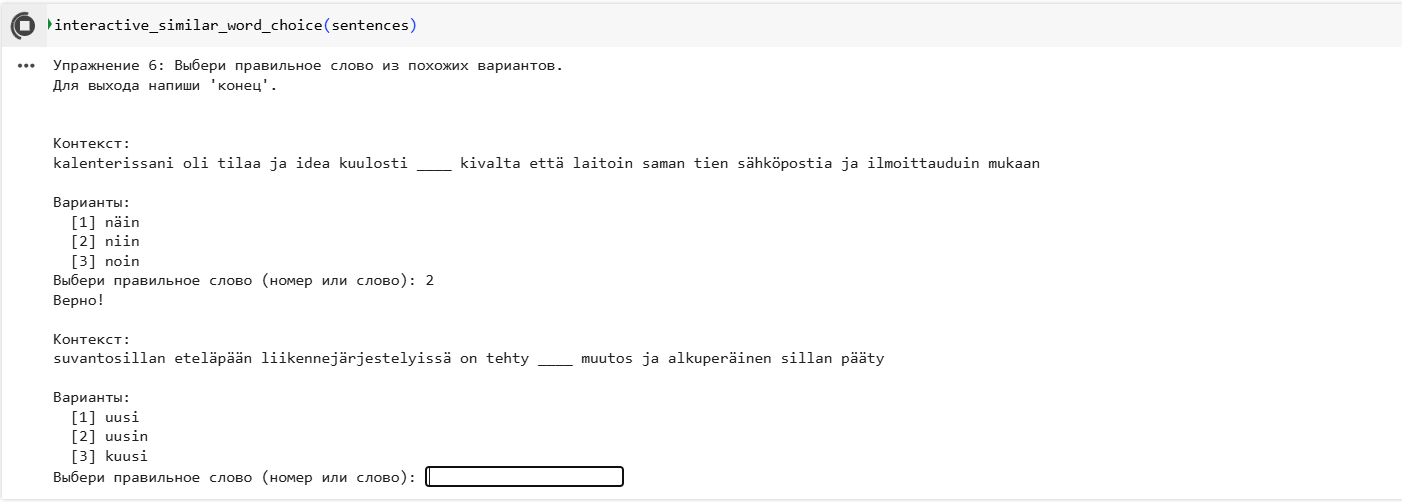 interactive_similar_word_choice(sentences)
Упражнение 6: Выбери правильное слово из похожих вариантов.
Для выхода напиши 'конец'.
Контекст:
kalenterissani oli tilaa ja idea kuulosti ____ kivalta että laitoin saman tien sähköpostia ja ilmoittauduin mukaan
Варианты:
[1] näin
[2] niin
[3] noin
Выбери правильное слово (номер или слово): 2
Верно!
Контекст:
suvantosillan eteläpään liikennejärjestelyissä on tehty ____ muutos ja alkuperäinen sillan pääty
Варианты:
[1] uusi
[2] uusin
[3] kuusi
Выбери правильное слово (номер или слово):